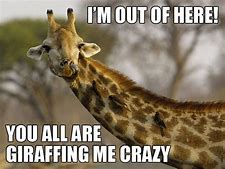 I'M OUT OF HERE!
YOU ALL ARE
GIRAFFING ME CRAZY